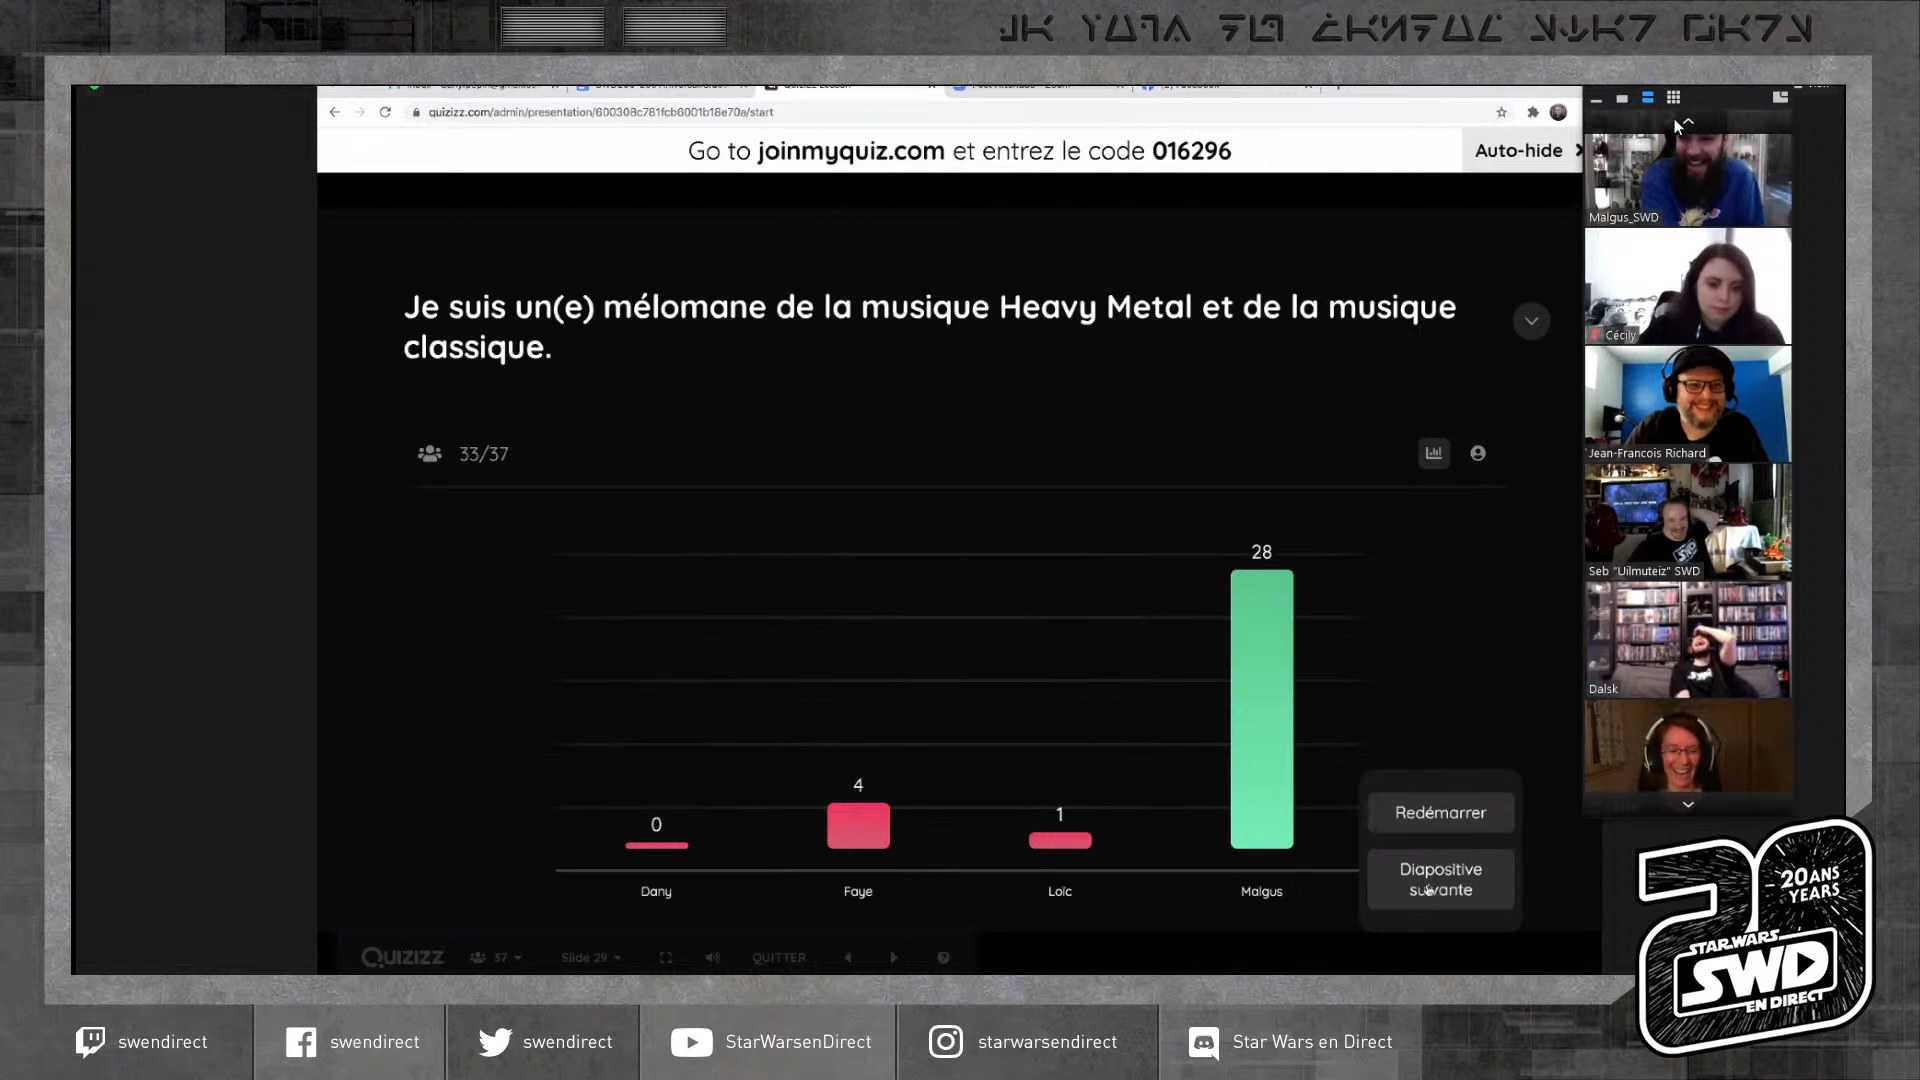 quizizz.com/admin/presentation/600308c781fcb6001b18e70a/start
Go to joinmyquiz.com et entrez le code 016296
Auto-hide
Je suis un(e) mélomane de la musique Heavy Metal et de la musique
classique.
33/37
28
4
1
0
Dany
Faye
Loïc
Malgus
Redémarrer
Diapositive
suivante
Quizizz
37
Slide 29
QUITTER
Malgus_SWD
Cécily
Jean-Francois Richard
Seb "Uilmuteiz" SWD
Dalsk
20 ANS
YEARS
STAR WARS
SWD
EN DIRECT
swendirect
swendirect
swendirect
StarWarsenDirect
starwarsendirect
Star Wars en Direct